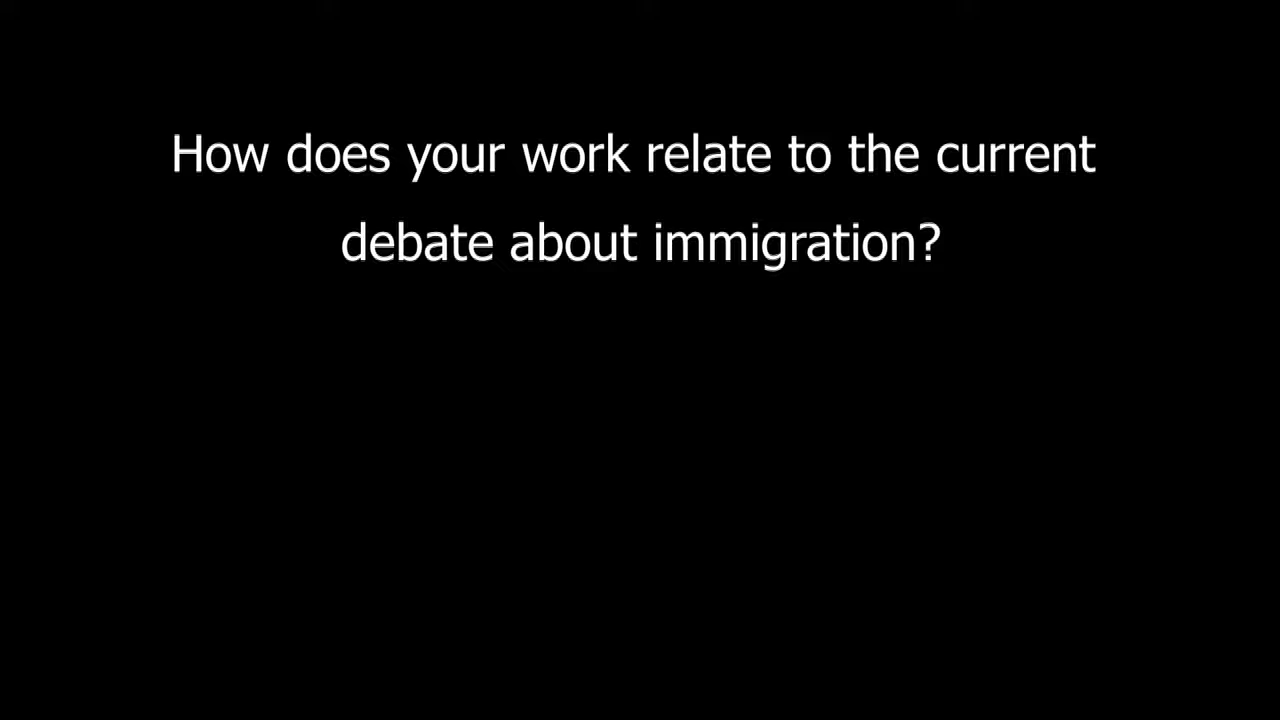 How does your work relate to the current
debate about immigration?